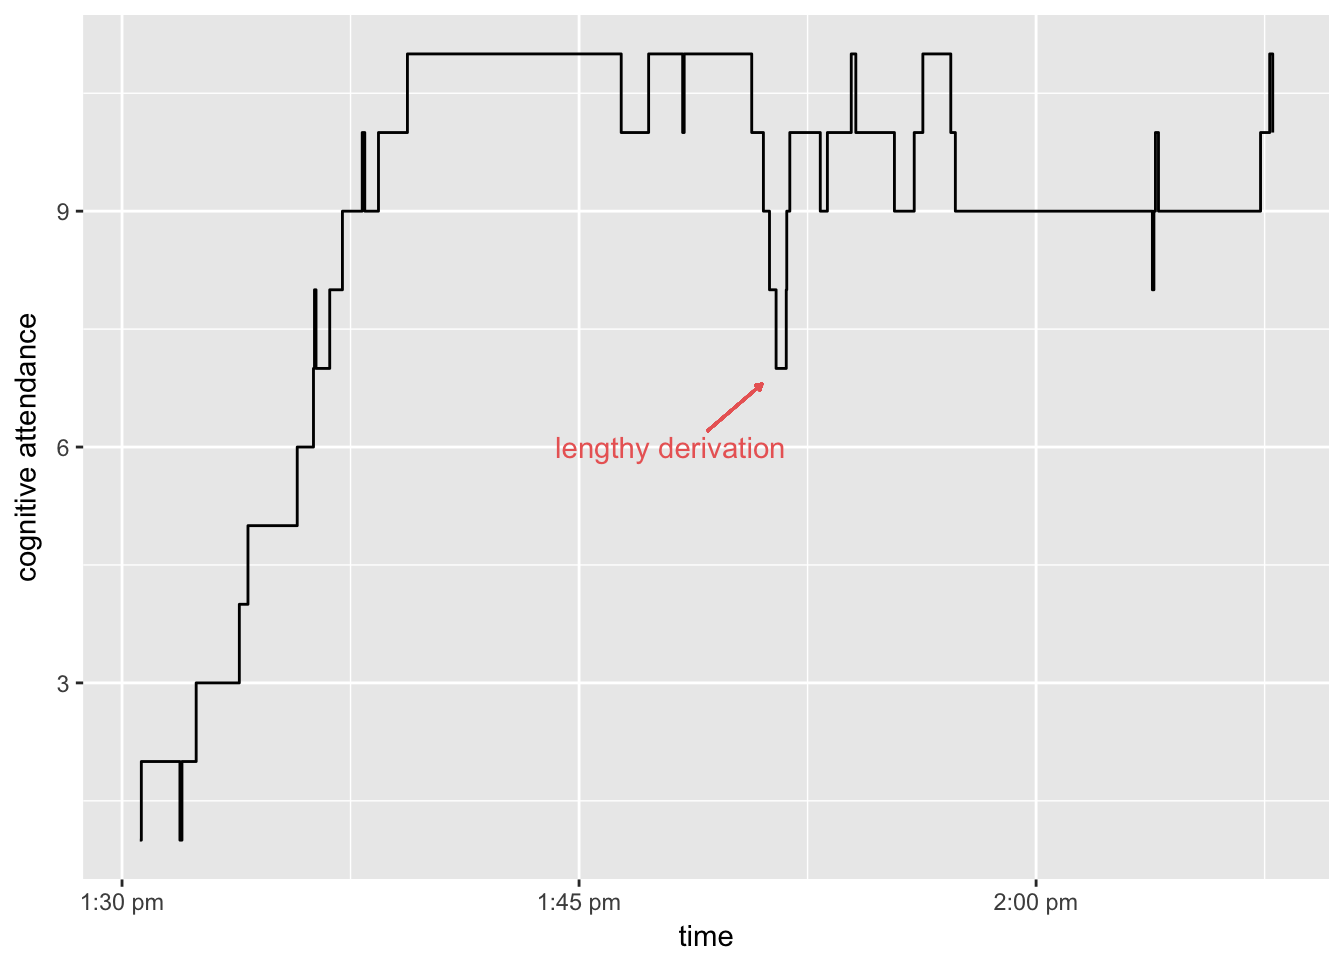 cognitive attendance
9
6
3
lengthy derivation
1:30 pm
1:45 pm
2:00 pm
time